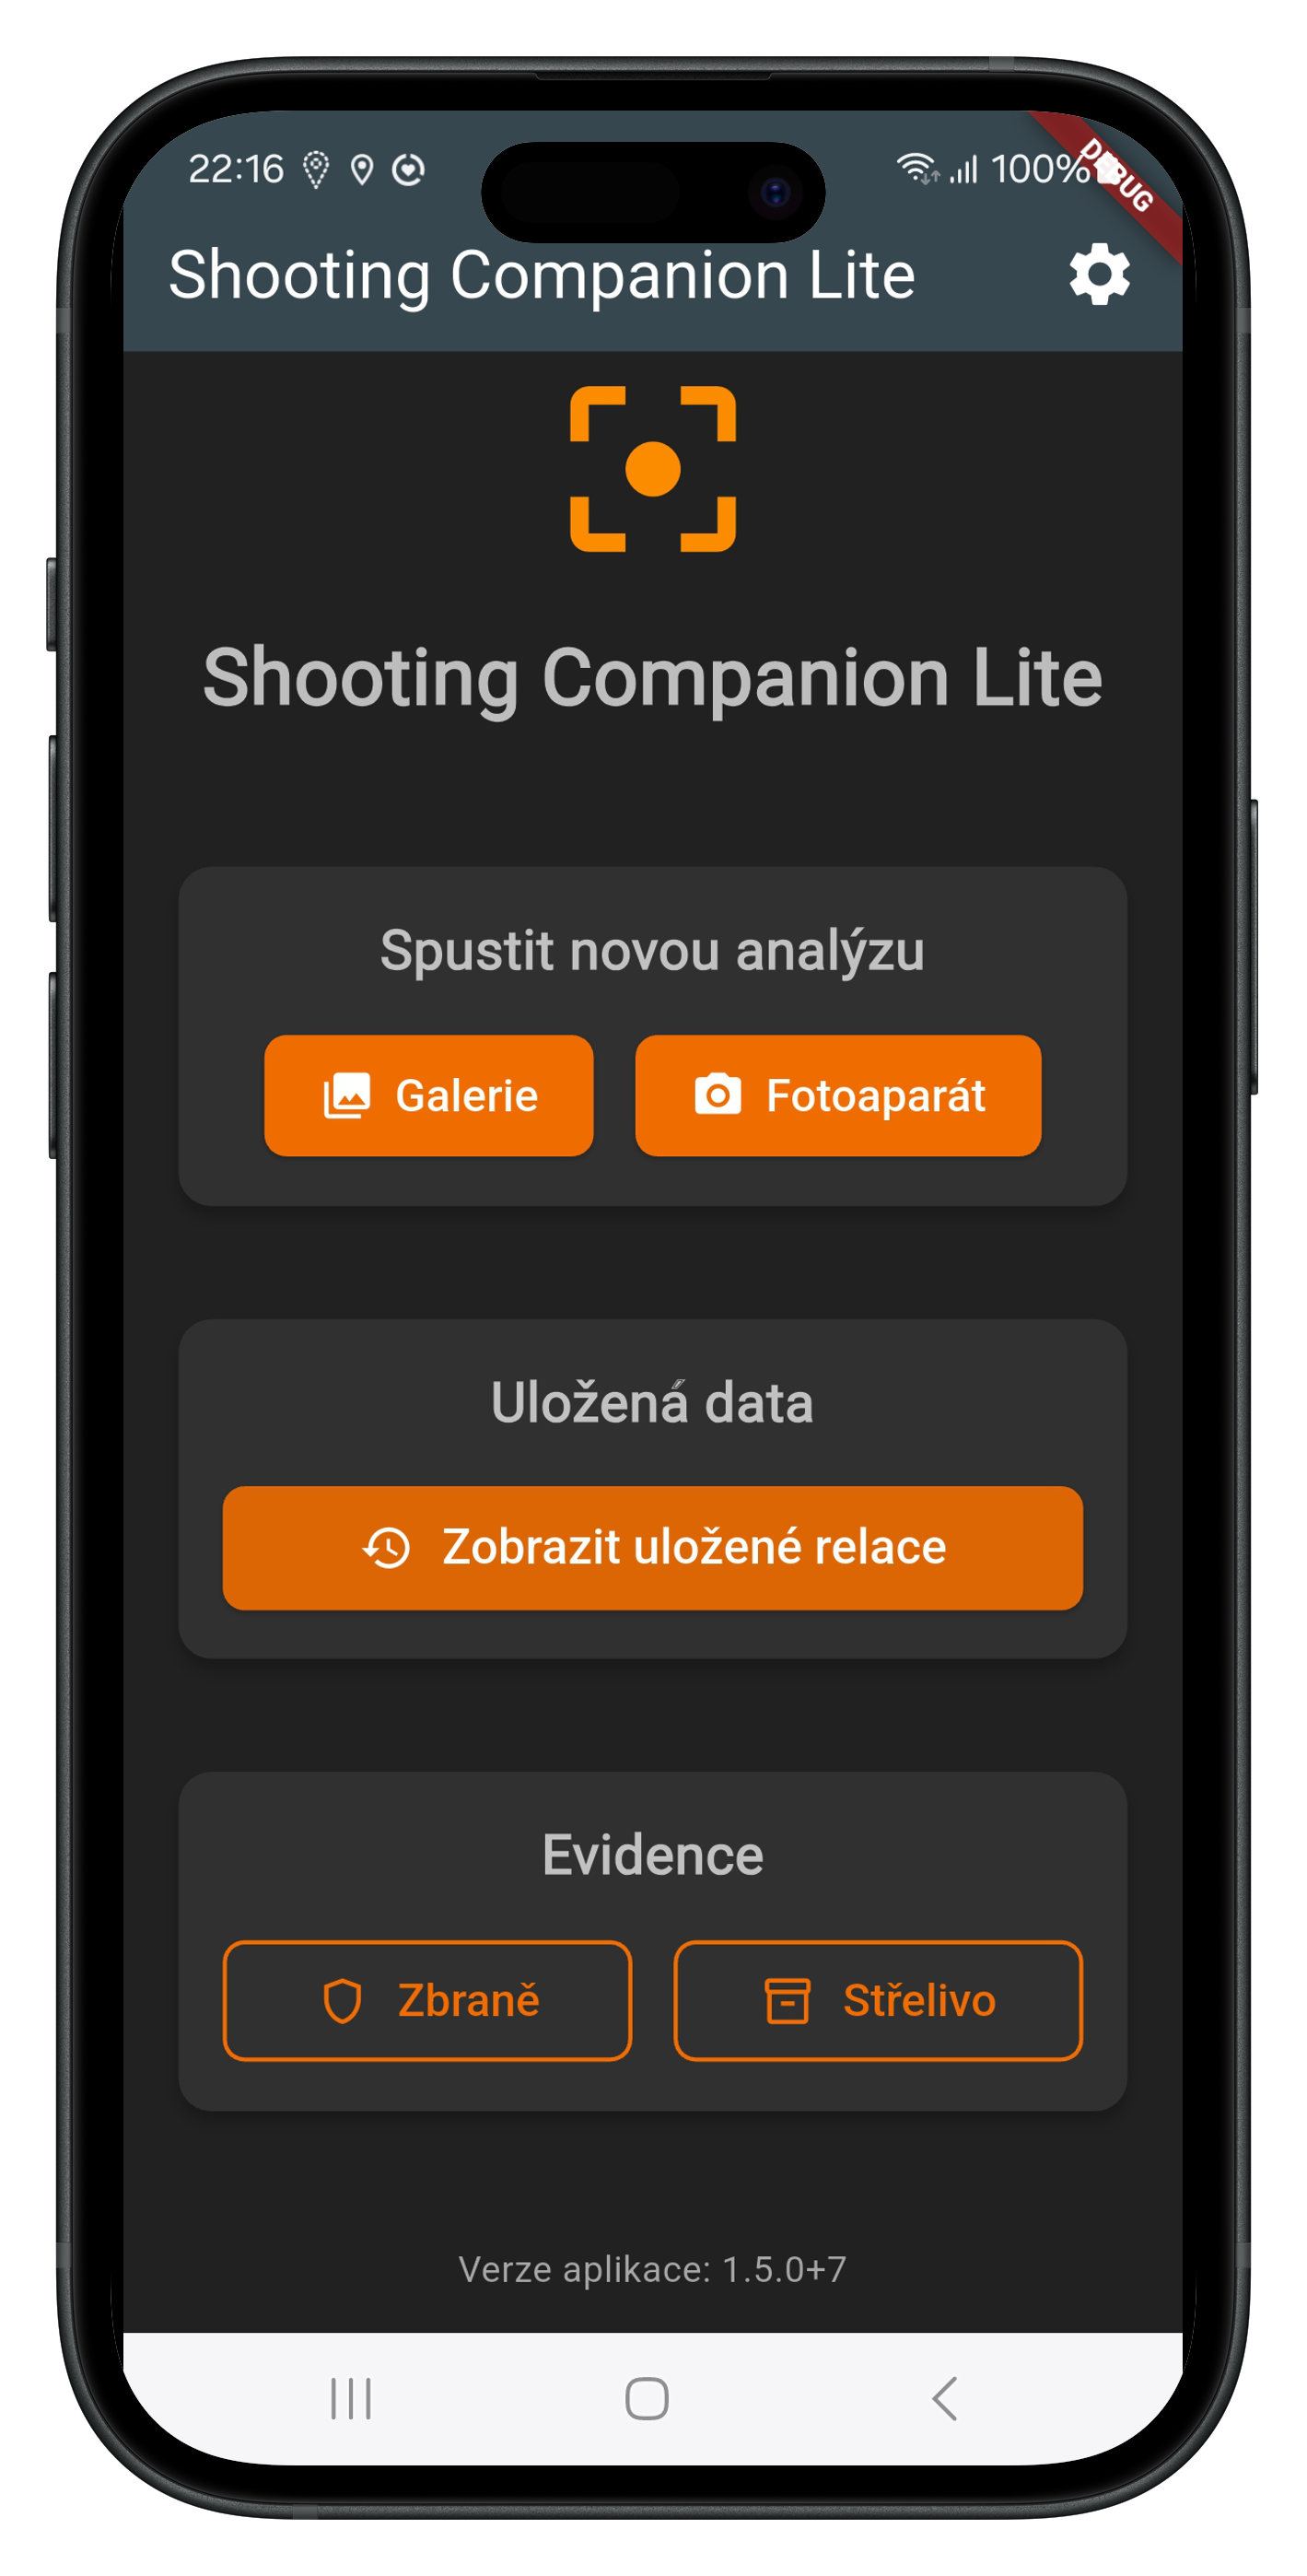 22:16 100%
DEBUG
Shooting Companion Lite
Shooting Companion Lite
Spustit novou analýzu
Galerie Fotoaparát
Uložená data
Zobrazit uložené relace
Evidence
Zbraně Střelivo
Verze aplikace: 1.5.0+7